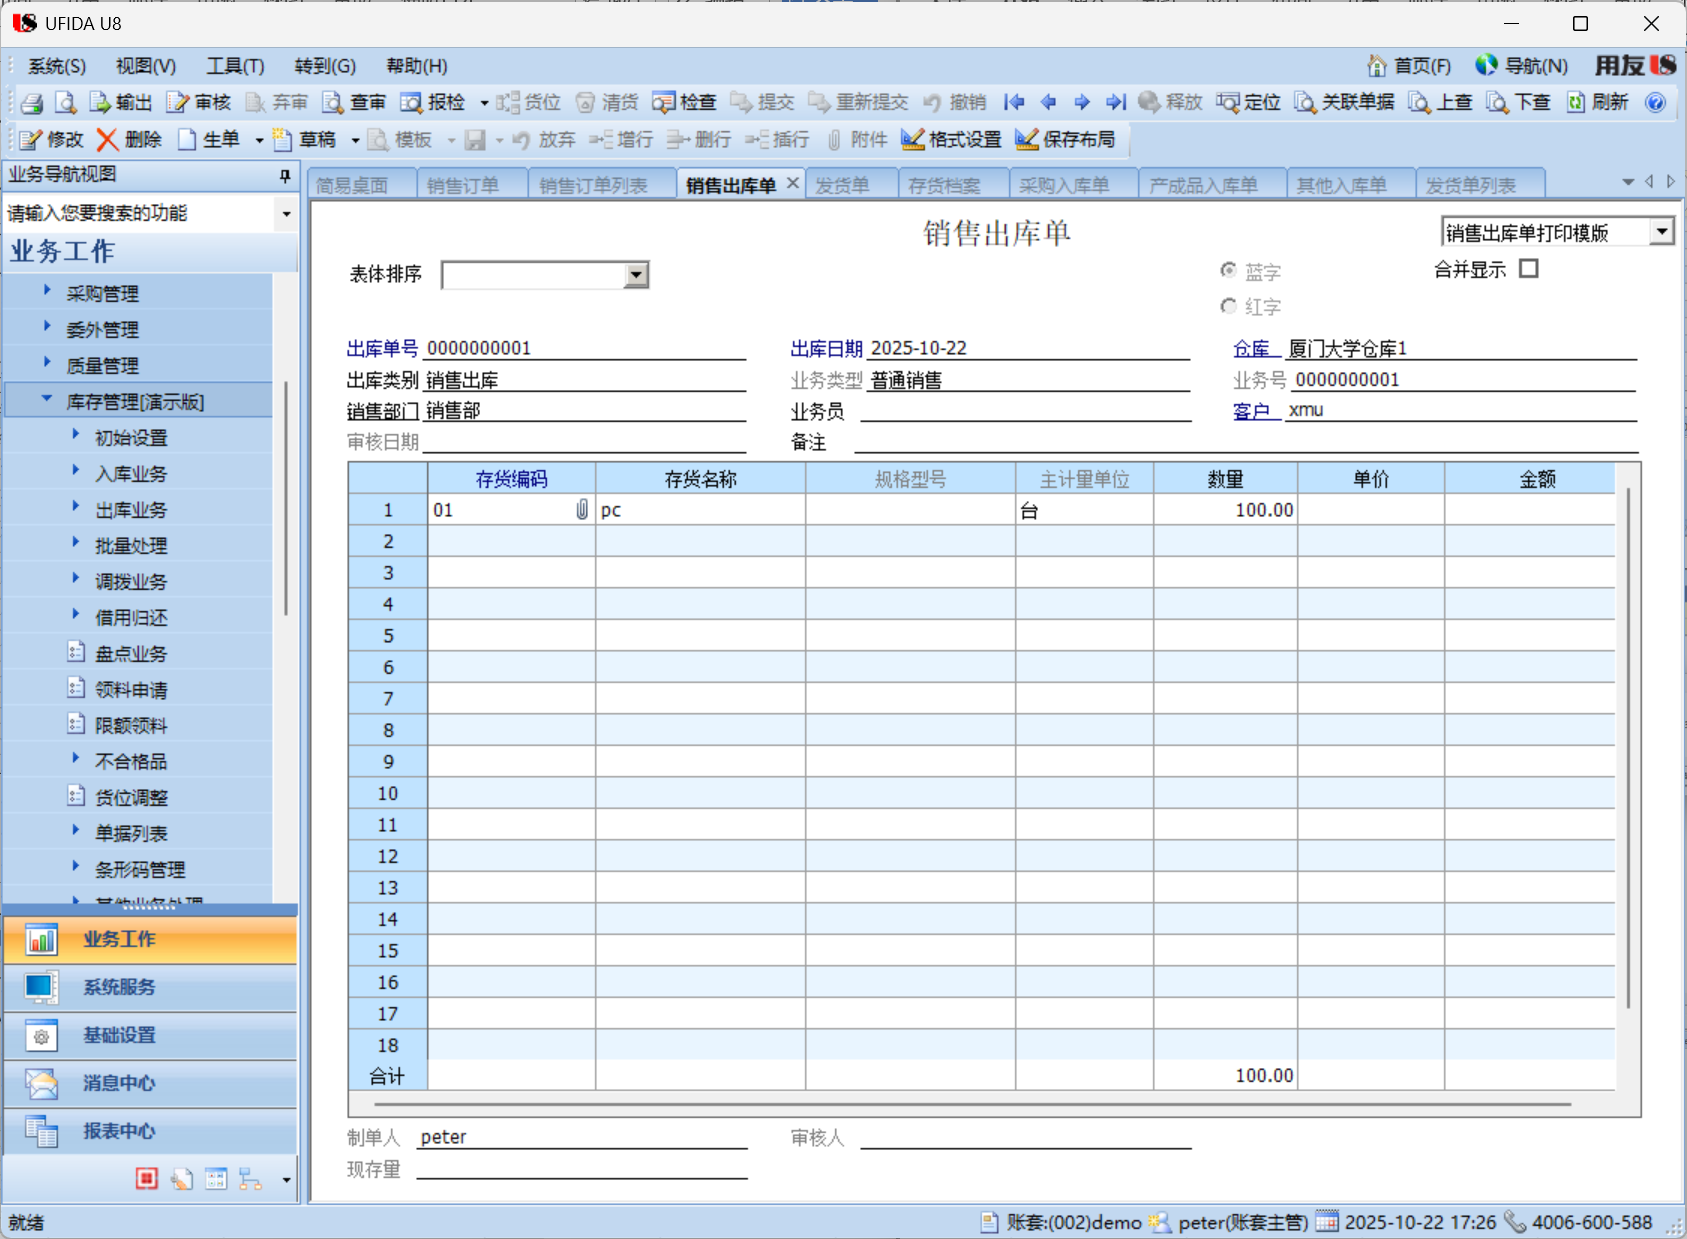 UFIDA U8
系统(S) 视图(V) 工具(T) 转到(G) 帮助(H) 首页(F) 导航(N) 用友U8
输出 审核 弃审 查审 报检 货位 清货 检查 提交 重新提交 撤销 释放 定位 关联单据 上查 下查 刷新
修改 删除 生单 草稿 模板 放弃 增行 删行 插行 附件 格式设置 保存布局
业务导航视图
请输入您要搜索的功能
业务工作
采购管理
委外管理
质量管理
库存管理[演示版]
初始设置
入库业务
出库业务
批量处理
调拨业务
借用归还
盘点业务
领料申请
限额领料
不合格品
货位调整
单据列表
条形码管理
其他业务处理
业务工作
系统服务
基础设置
消息中心
报表中心
简易桌面 销售订单 销售订单列表 销售出库单 发货单 存货档案 采购入库单 产成品入库单 其他入库单 发货单列表
销售出库单
销售出库单打印模版
表体排序
蓝字
合并显示
红字
出库单号 0000000001 出库日期 2025-10-22 仓库 厦门大学仓库1
出库类别 销售出库 业务类型 普通销售 业务号 0000000001
销售部门 销售部 业务员 客户 xmu
审核日期 备注
存货编码 存货名称 规格型号 主计量单位 数量 单价 金额
1 01 pc 台 100.00
2
3
4
5
6
7
8
9
10
11
12
13
14
15
16
17
18
合计 100.00
制单人 peter 审核人
现存量
就绪 账套:(002)demo peter(账套主管) 2025-10-22 17:26 4006-600-588